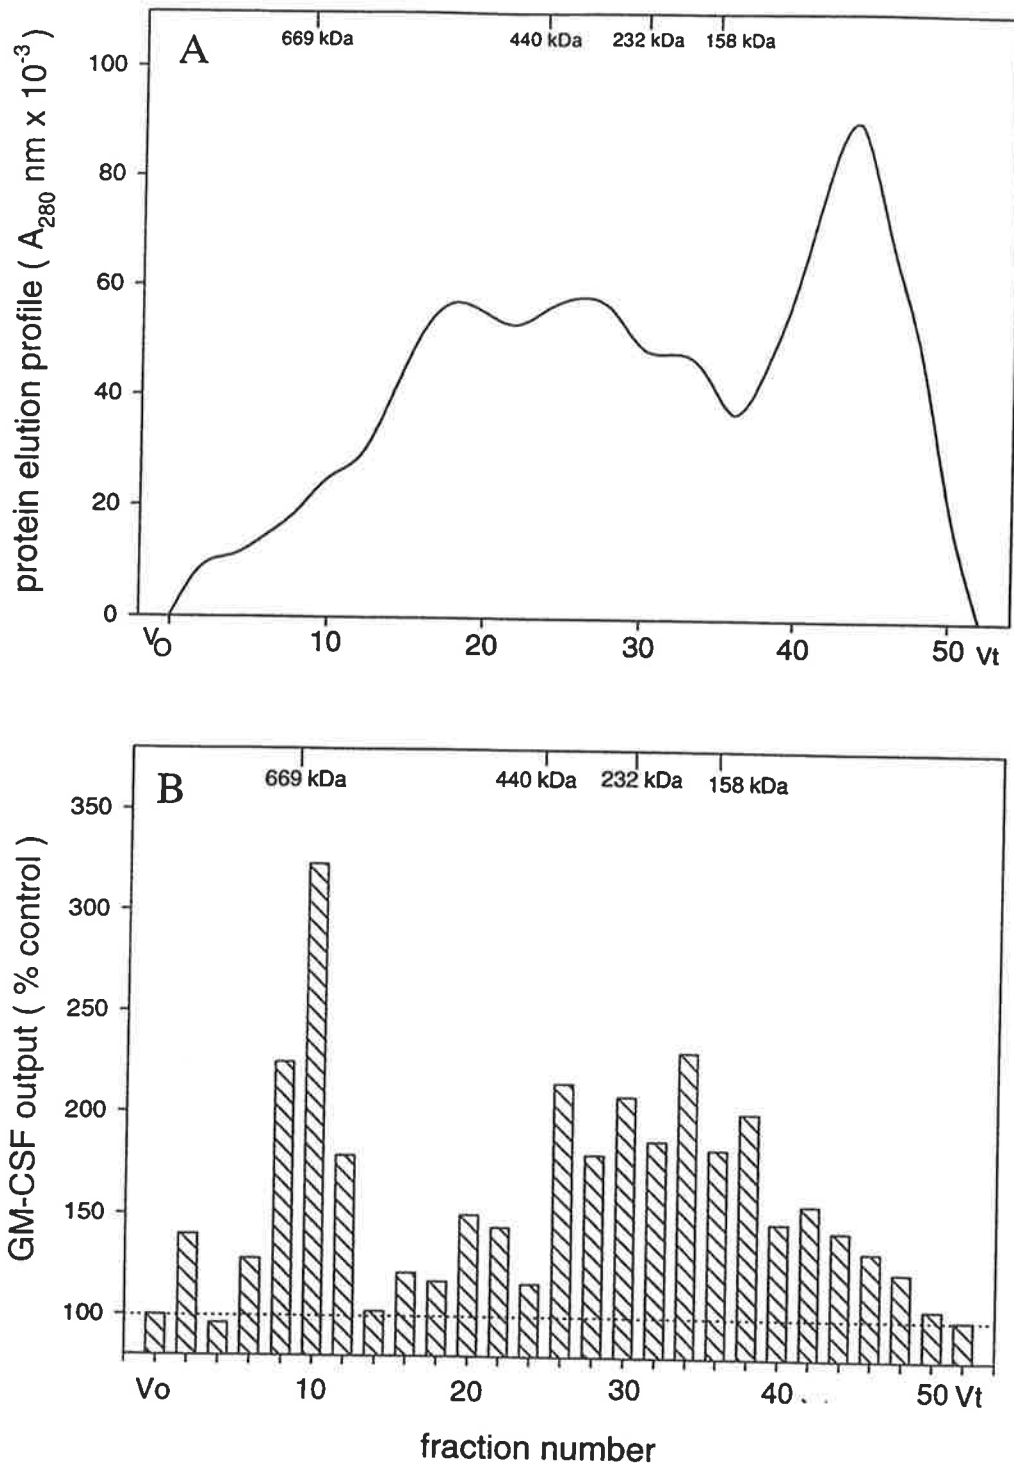 A
669 kDa 440 kDa 232 kDa 158 kDa
protein elution profile ( A280 nm x 10-3 )
100
80
60
40
20
0
VO 10 20 30 40 50 Vt
B
669 kDa 440 kDa 232 kDa 158 kDa
GM-CSF output ( % control )
350
300
250
200
150
100
Vo 10 20 30 40 50 Vt
fraction number